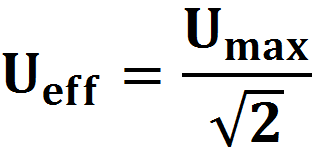 U_eff = U_max / √2